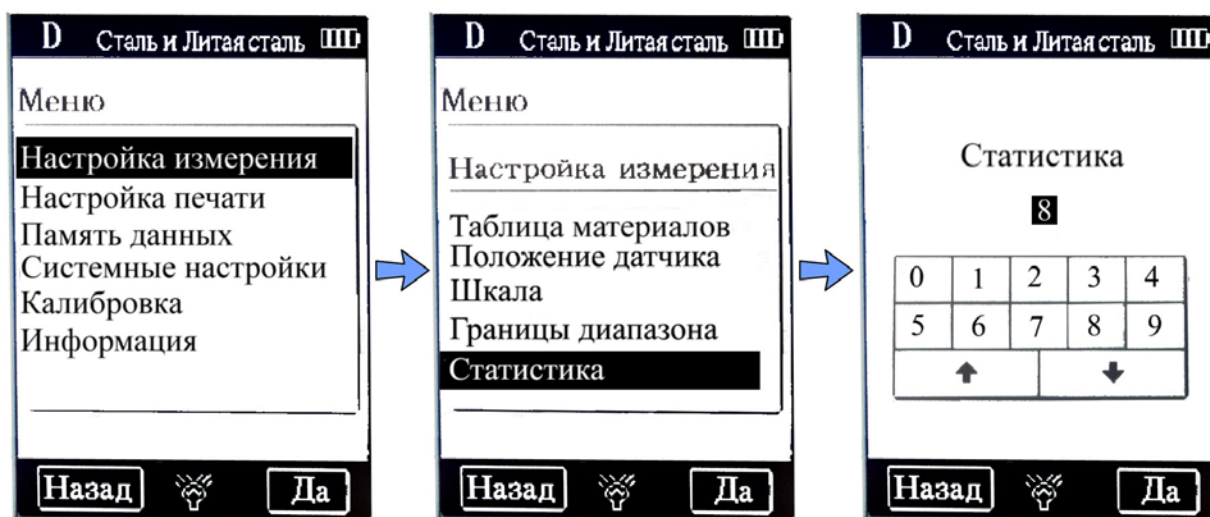 D Сталь и Литая сталь
Меню
Настройка измерения
Настройка печати
Память данных
Системные настройки
Калибровка
Информация
Назад Да
D Сталь и Литая сталь
Меню
Настройка измерения
Таблица материалов
Положение датчика
Шкала
Границы диапазона
Статистика
Назад Да
D Сталь и Литая сталь
Статистика
8
0 1 2 3 4
5 6 7 8 9
Назад Да